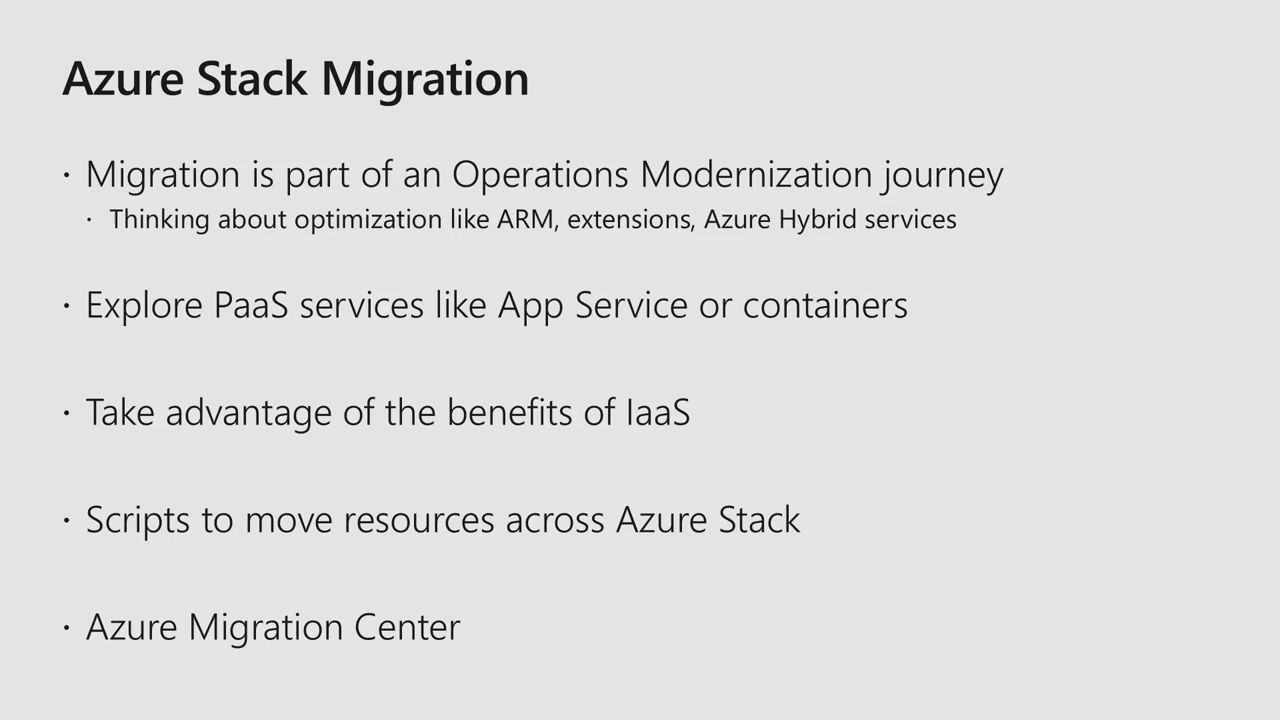 Azure Stack Migration
· Migration is part of an Operations Modernization journey
· Thinking about optimization like ARM, extensions, Azure Hybrid services
· Explore PaaS services like App Service or containers
· Take advantage of the benefits of IaaS
· Scripts to move resources across Azure Stack
· Azure Migration Center